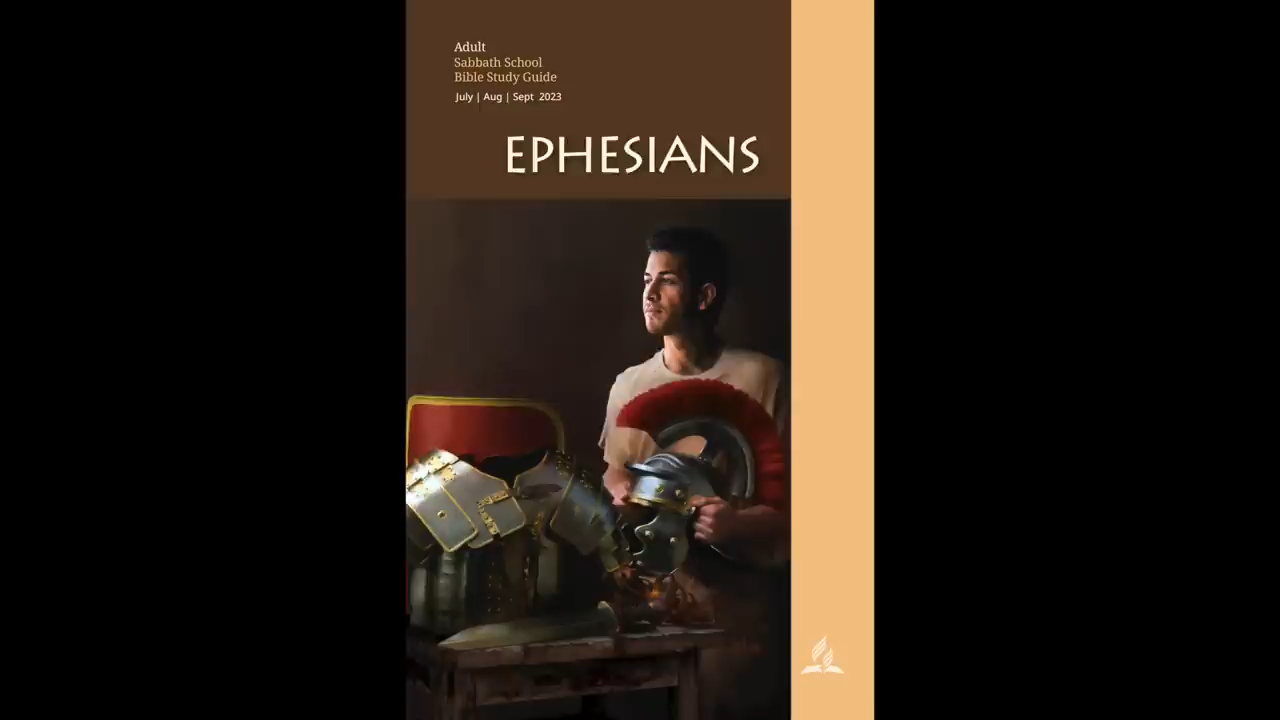 Adult
Sabbath School
Bible Study Guide
July | Aug | Sept 2023
EPHESIANS